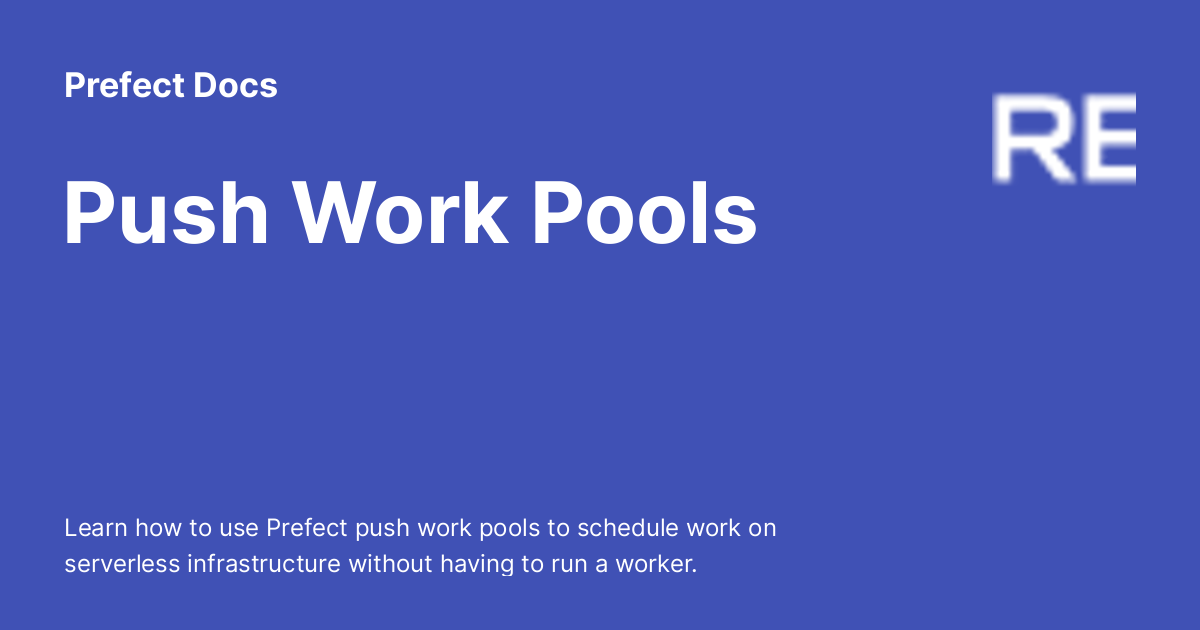 Prefect Docs
RE
Push Work Pools
Learn how to use Prefect push work pools to schedule work on
serverless infrastructure without having to run a worker.